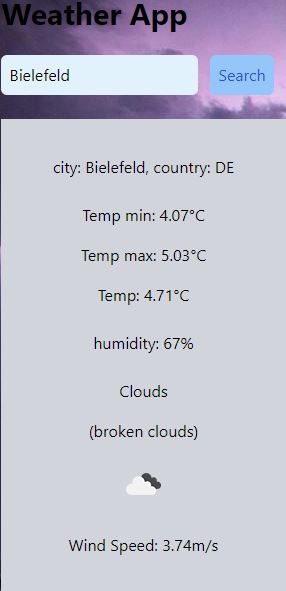 Weather App
Bielefeld
Search
city: Bielefeld, country: DE
Temp min: 4.07°C
Temp max: 5.03°C
Temp: 4.71°C
humidity: 67%
Clouds
(broken clouds)
Wind Speed: 3.74m/s